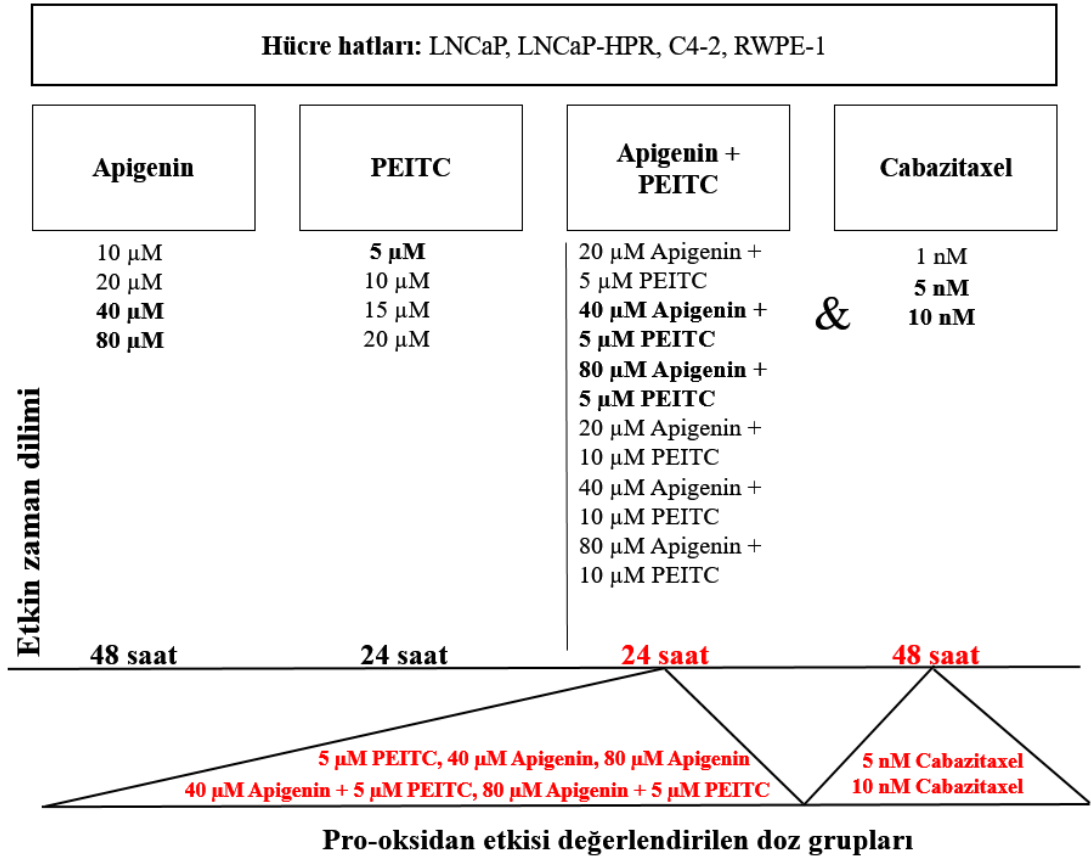 Hücre hatları: LNCaP, LNCaP-HPR, C4-2, RWPE-1
Apigenin
PEITC
Apigenin +
PEITC
Cabazitaxel
10 µM
20 µM
40 µM
80 µM
5 µM
10 µM
15 µM
20 µM
20 µM Apigenin +
5 µM PEITC
40 µM Apigenin +
5 µM PEITC
80 µM Apigenin +
5 µM PEITC
20 µM Apigenin +
10 µM PEITC
40 µM Apigenin +
10 µM PEITC
80 µM Apigenin +
10 µM PEITC
&
1 nM
5 nM
10 nM
Etkin zaman dilimi
48 saat
24 saat
24 saat
48 saat
5 µM PEITC, 40 µM Apigenin, 80 µM Apigenin
40 µM Apigenin + 5 µM PEITC, 80 µM Apigenin + 5 µM PEITC
5 nM Cabazitaxel
10 nM Cabazitaxel
Pro-oksidan etkisi değerlendirilen doz grupları